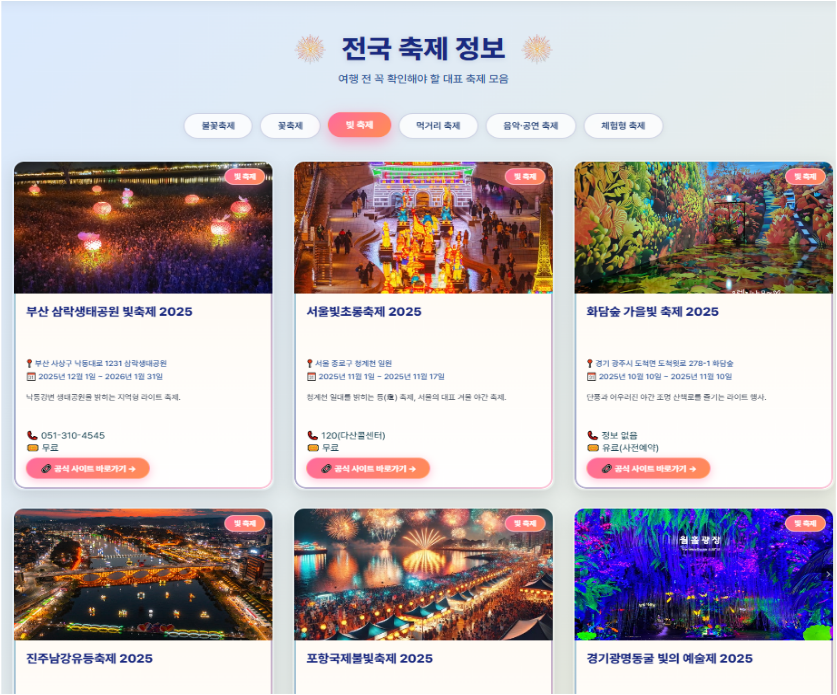 전국 축제 정보
여행 전 꼭 확인해야 할 대표 축제 모음
불꽃축제 꽃축제 빛 축제 먹거리 축제 음악·공연 축제 체험형 축제
빛 축제
부산 삼락생태공원 빛축제 2025
부산 사상구 낙동대로 1231 삼락생태공원
2025년 12월 1일 ~ 2026년 1월 31일
낙동강변 생태공원을 밝히는 지역형 라이트 축제.
051-310-4545
무료
공식 사이트 바로가기 →
빛 축제
서울빛초롱축제 2025
서울 종로구 청계천 일원
2025년 11월 1일 ~ 2025년 11월 17일
청계천 일대를 밝히는 등(燈) 축제, 서울의 대표 겨울 야간 축제.
120(다산콜센터)
무료
공식 사이트 바로가기 →
빛 축제
화담숲 가을빛 축제 2025
경기 광주시 도척면 도척윗로 278-1 화담숲
2025년 10월 10일 ~ 2025년 11월 10일
단풍과 어우러진 야간 조명 산책로를 즐기는 라이트 행사.
정보 없음
유료(사전예약)
공식 사이트 바로가기 →
빛 축제
진주남강유등축제 2025
빛 축제
포항국제불빛축제 2025
빛 축제
경기광명동굴 빛의 예술제 2025